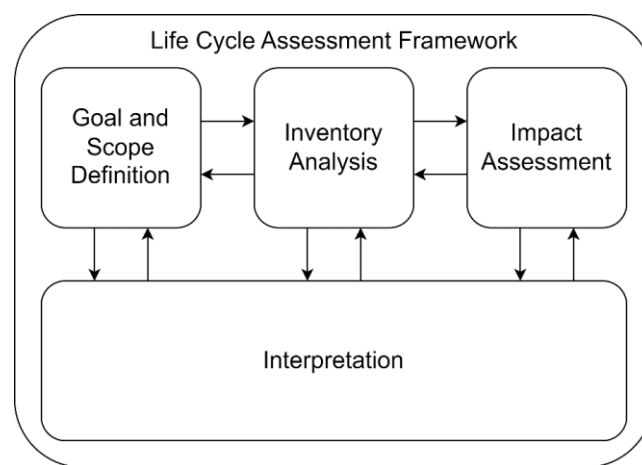 Life Cycle Assessment Framework
Goal and
Scope
Definition
Inventory
Analysis
Impact
Assessment
Interpretation